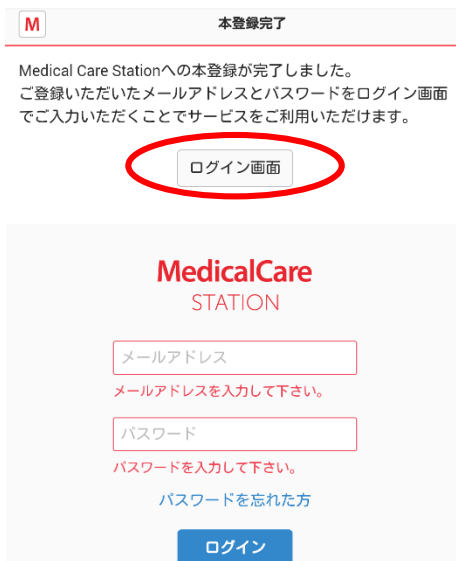 M
本登録完了
Medical Care Stationへの本登録が完了しました。
ご登録いただいたメールアドレスとパスワードをログイン画面
でご入力いただくことでサービスをご利用いただけます。
ログイン画面
MedicalCare
STATION
メールアドレス
メールアドレスを入力して下さい。
パスワード
パスワードを入力して下さい。
パスワードを忘れた方
ログイン